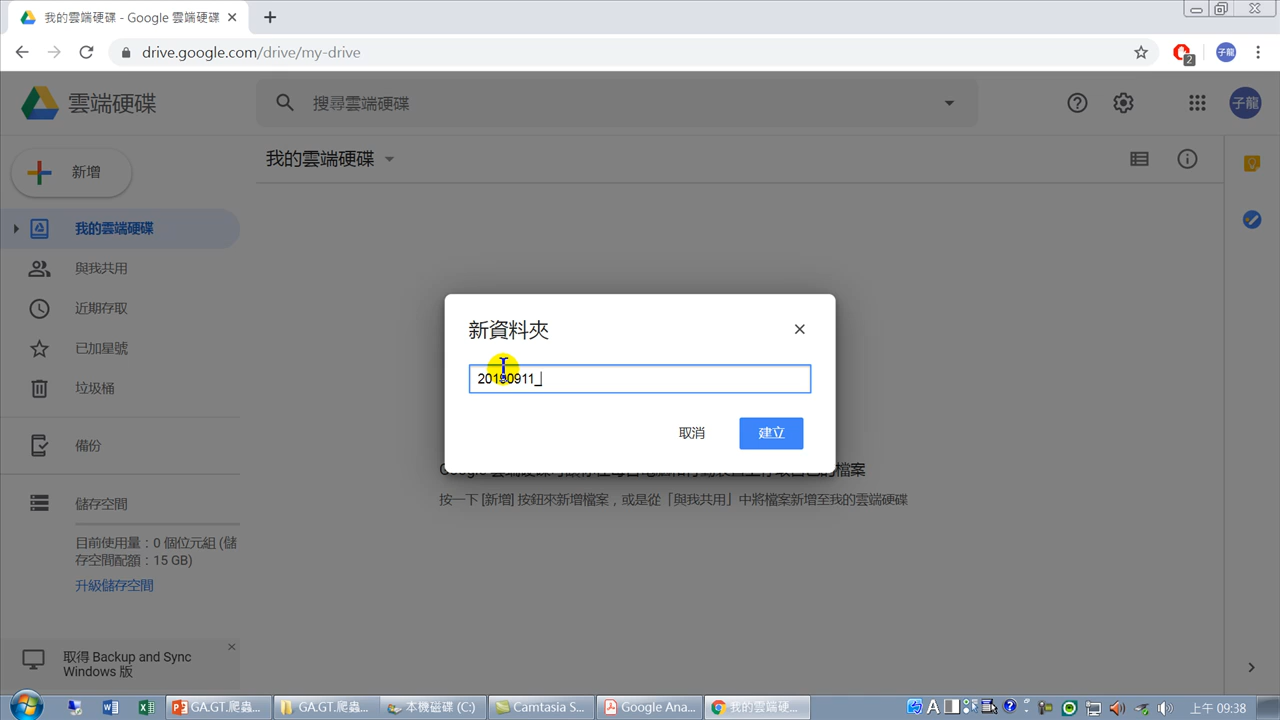 我的雲端硬碟 - Google 雲端硬碟
drive.google.com/drive/my-drive
2
子龍
雲端硬碟
搜尋雲端硬碟
子龍
新增
我的雲端硬碟
我的雲端硬碟
與我共用
近期存取
已加星號
垃圾桶
備份
儲存空間
目前使用量：0 個位元組 (儲
存空間配額：15 GB)
升級儲存空間
取得 Backup and Sync
Windows 版
新資料夾
20190911_
取消
建立
按一下 [新增] 按鈕來新增檔案，或是從「與我共用」中將檔案新增至我的雲端硬碟
GA.GT.爬蟲...
GA.GT.爬蟲...
本機磁碟 (C:)
Camtasia S...
Google Ana...
我的雲端硬...
A
上午 09:38